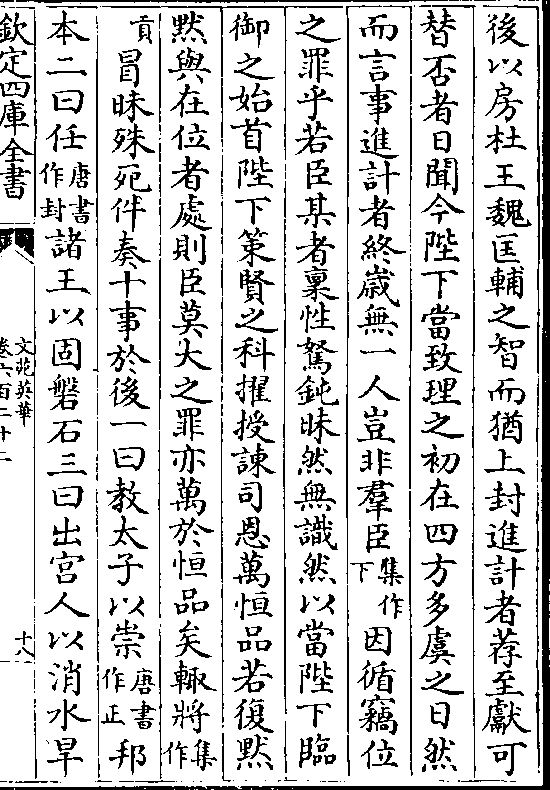 後以房杜王魏匡輔之智而猶上封進計者荐至獻可
替否者日聞今陛下當致理之初在四方多虞之日然
而言事進計者終歲無一人豈非羣臣集作下因循竊位
之罪乎若臣某者稟性駑鈍昧然無識然以當陛下臨
御之始首陛下策賢之科擢授諫司恩萬恒品若復默
黙與在位者處則臣莫大之罪亦萬於恒品矣輙將集作
貢冒昧殊死件奏十事於後一曰教太子以崇唐書作正邦
本二曰任唐書作封諸王以固磐石三曰出宮人以消水旱
欽定四庫全書
文苑英華
卷六百二十二
十八